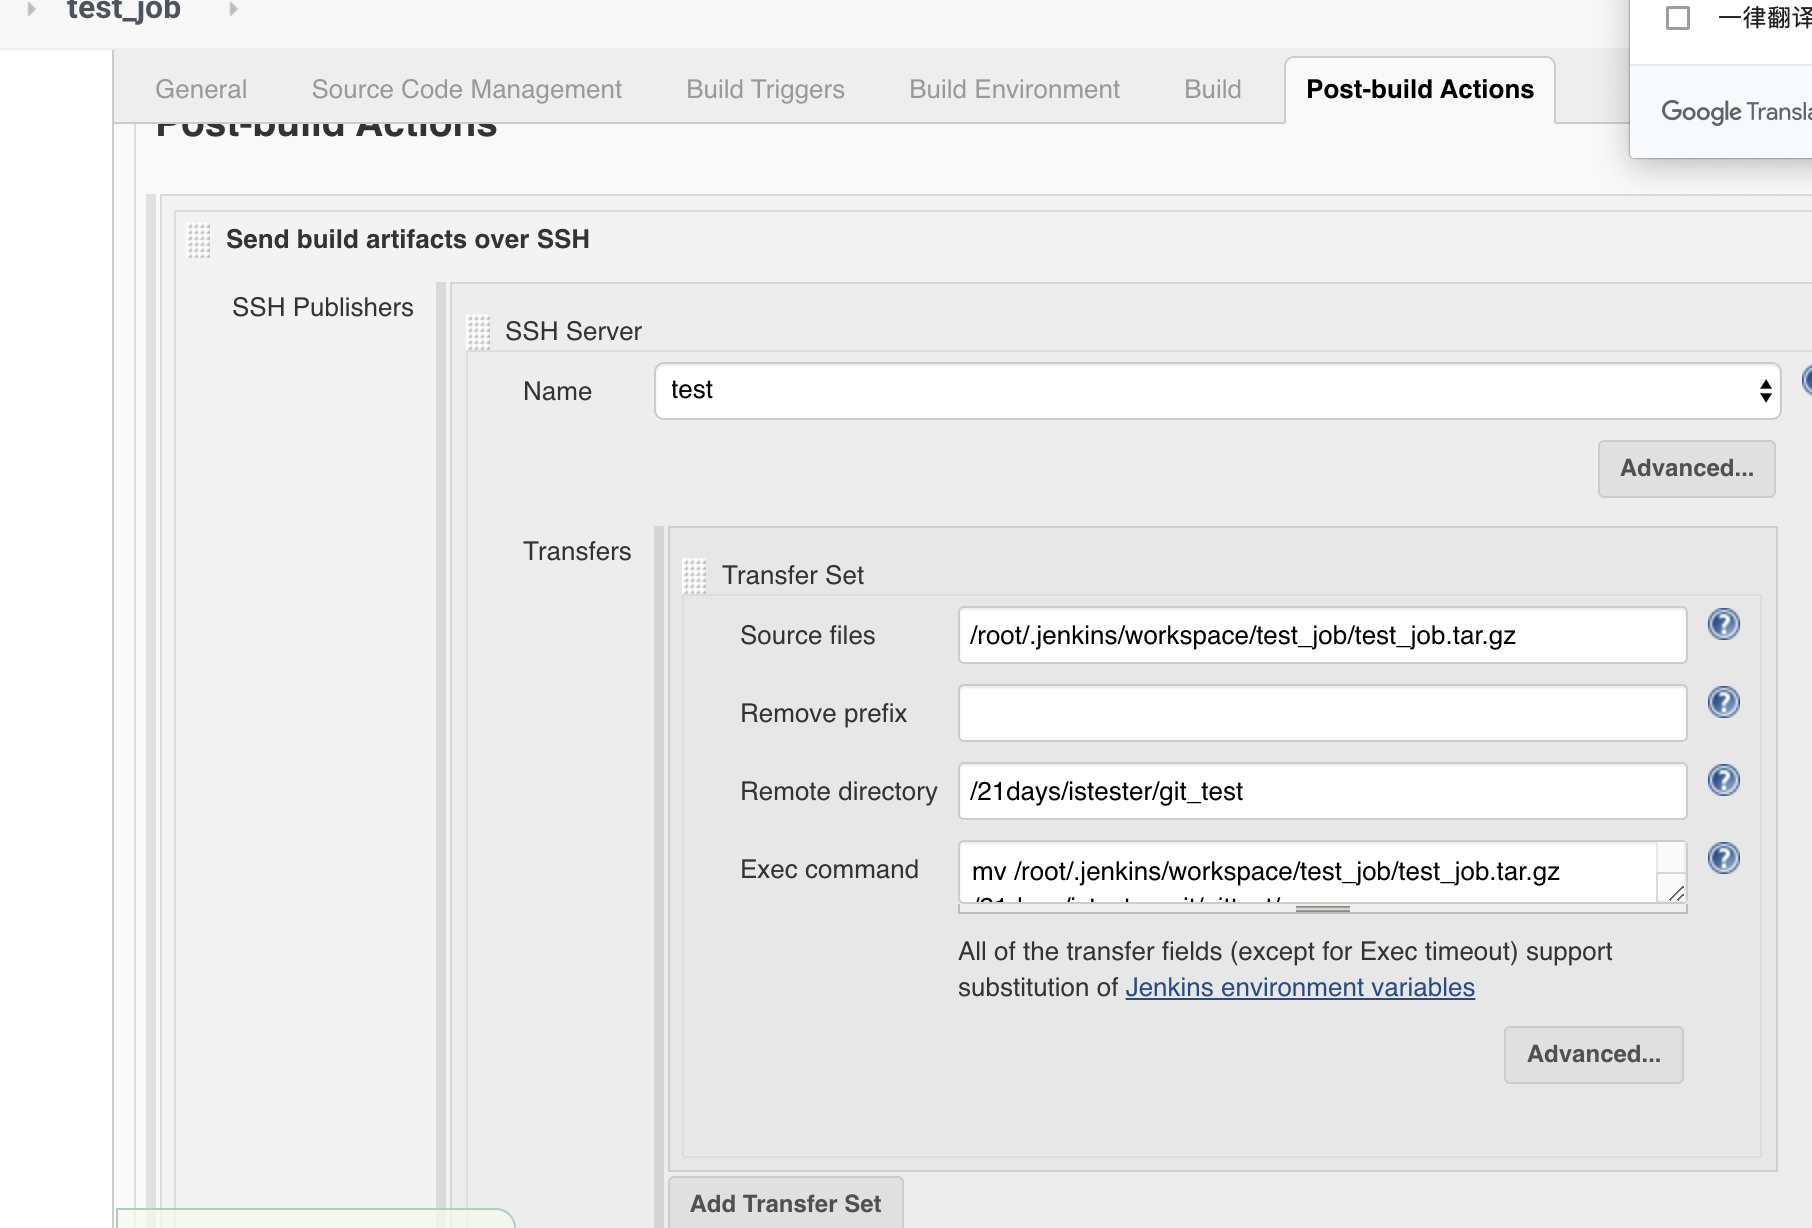 test_job
一律翻译
General Source Code Management Build Triggers Build Environment Build Post-build Actions
Google Transla
Post-build Actions
Send build artifacts over SSH
SSH Publishers
SSH Server
Name test
Advanced...
Transfers
Transfer Set
Source files /root/.jenkins/workspace/test_job/test_job.tar.gz
Remove prefix
Remote directory /21days/istester/git_test
Exec command mv /root/.jenkins/workspace/test_job/test_job.tar.gz
All of the transfer fields (except for Exec timeout) support
substitution of Jenkins environment variables
Advanced...
Add Transfer Set